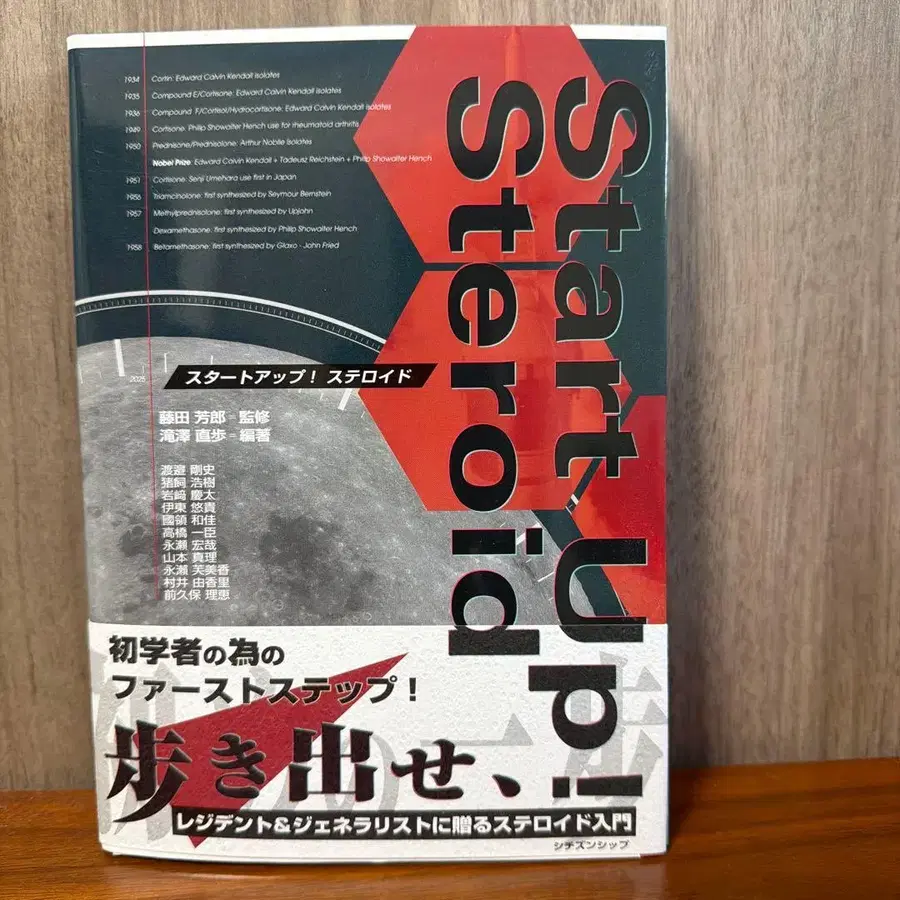 Start Up!
Steroid
1934 Cortin: Edward Calvin Kendall isolates
1935 Compound E/Cortisone: Edward Calvin Kendall isolates
1936 Compound F/Cortisol/Hydrocortisone: Edward Calvin Kendall isolates
1949 Cortisone: Philip Showalter Hench use for rheumatoid arthritis
1950 Prednisone/Prednisolone: Arthur Nobile isolates
Nobel Prize: Edward Calvin Kendall + Tadeusz Reichstein + Philip Showalter Hench
1951 Cortisone: Senji Umehara use first in Japan
1956 Triamcinolone: first synthesized by Seymour Bernstein
1957 Methylprednisolone: first synthesized by Upjohn
Dexamethasone: first synthesized by Philip Showalter Hench
1958 Betamethasone: first synthesized by Glaxo - John Fried
2025
スタートアップ! ステロイド
藤田 芳郎=監修
滝澤 直歩=編著
渡邉 剛史
猪飼 浩樹
岩﨑 慶太
伊東 悠貴
國領 和佳
高橋 一臣
永瀬 宏哉
山本 真理
永瀬 芙美香
村井 由香里
前久保 理恵
初学者の為の
ファーストステップ!
歩き出せ、
レジデント&ジェネラリストに贈るステロイド入門
シチズンシップ